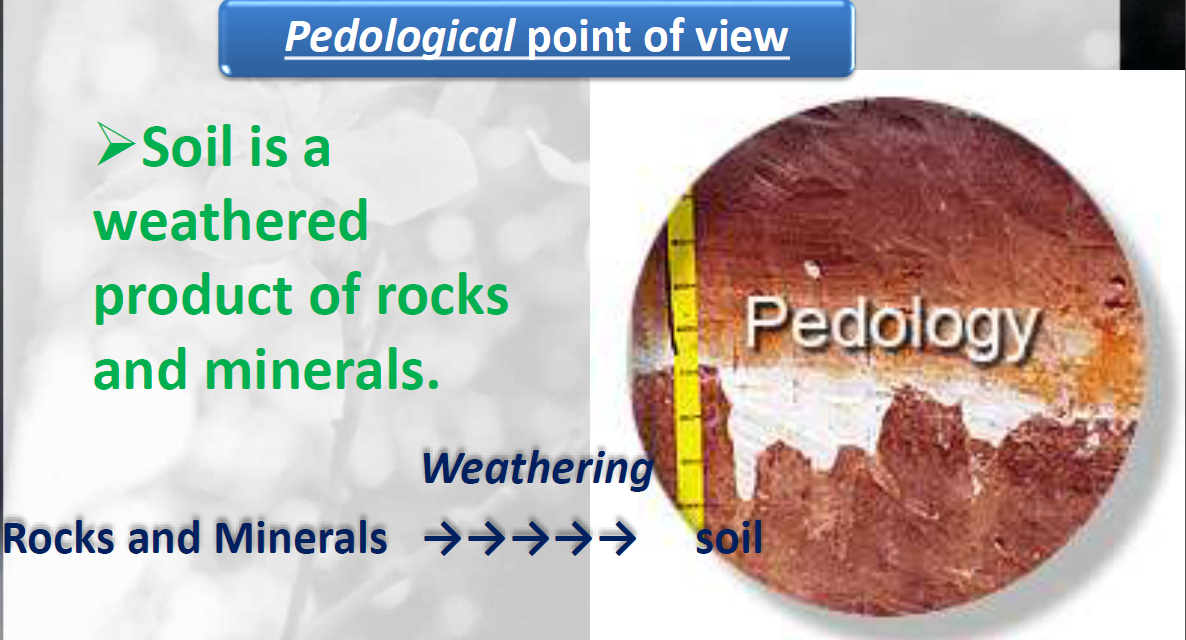 Pedological point of view
➢Soil is a
weathered
product of rocks
and minerals.
Pedology
Weathering
Rocks and Minerals →→→→→ soil